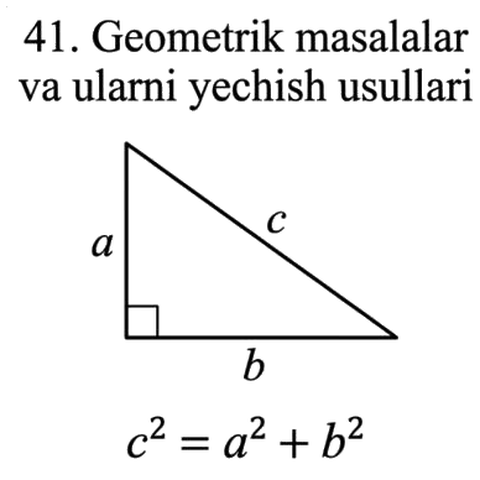 41. Geometrik masalalar
va ularni yechish usullari
a
c
b
c² = a² + b²